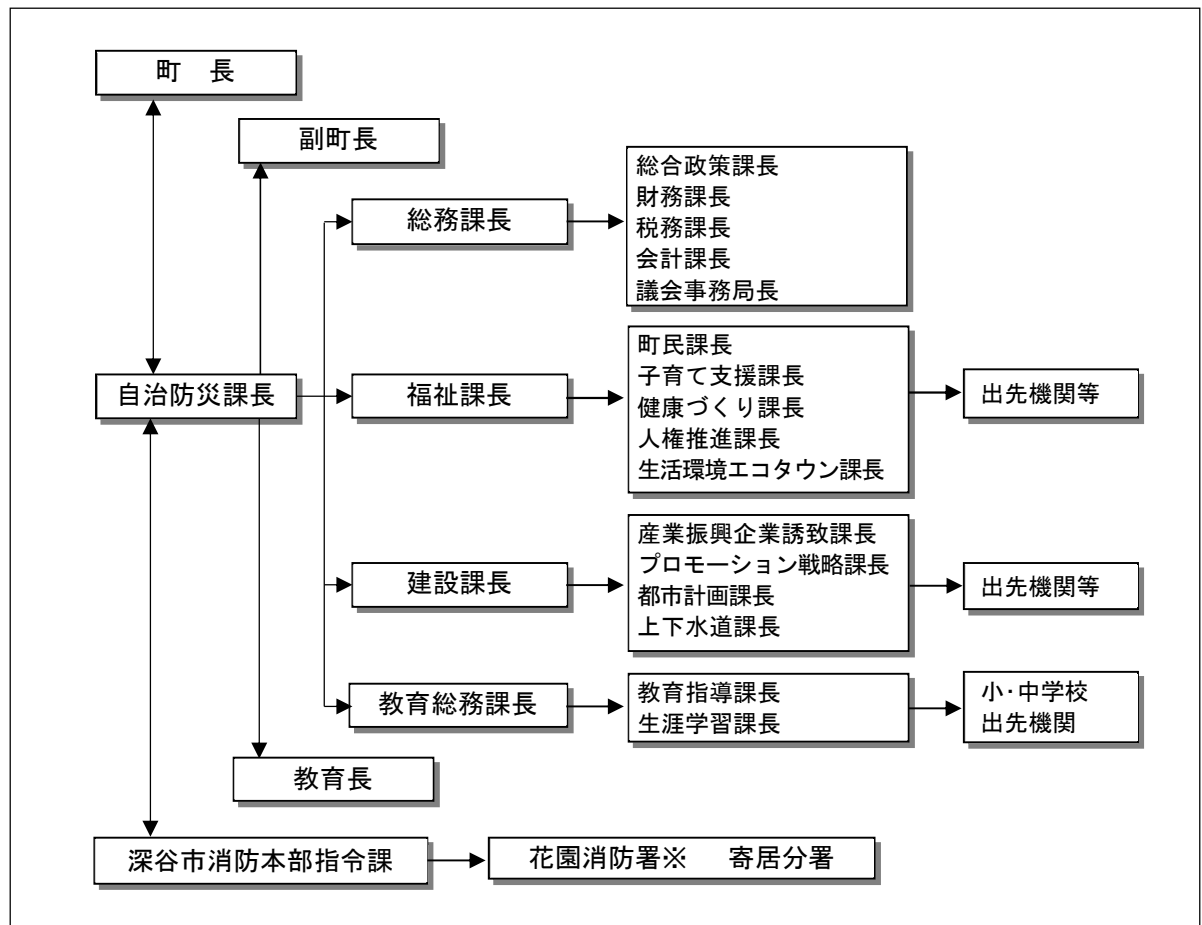 町　長
副町長
総務課長
総合政策課長
財務課長
税務課長
会計課長
議会事務局長
自治防災課長
福祉課長
町民課長
子育て支援課長
健康づくり課長
人権推進課長
生活環境エコタウン課長
出先機関等
建設課長
産業振興企業誘致課長
プロモーション戦略課長
都市計画課長
上下水道課長
出先機関等
教育総務課長
教育指導課長
生涯学習課長
小・中学校
出先機関
教育長
深谷市消防本部指令課
花園消防署※　寄居分署